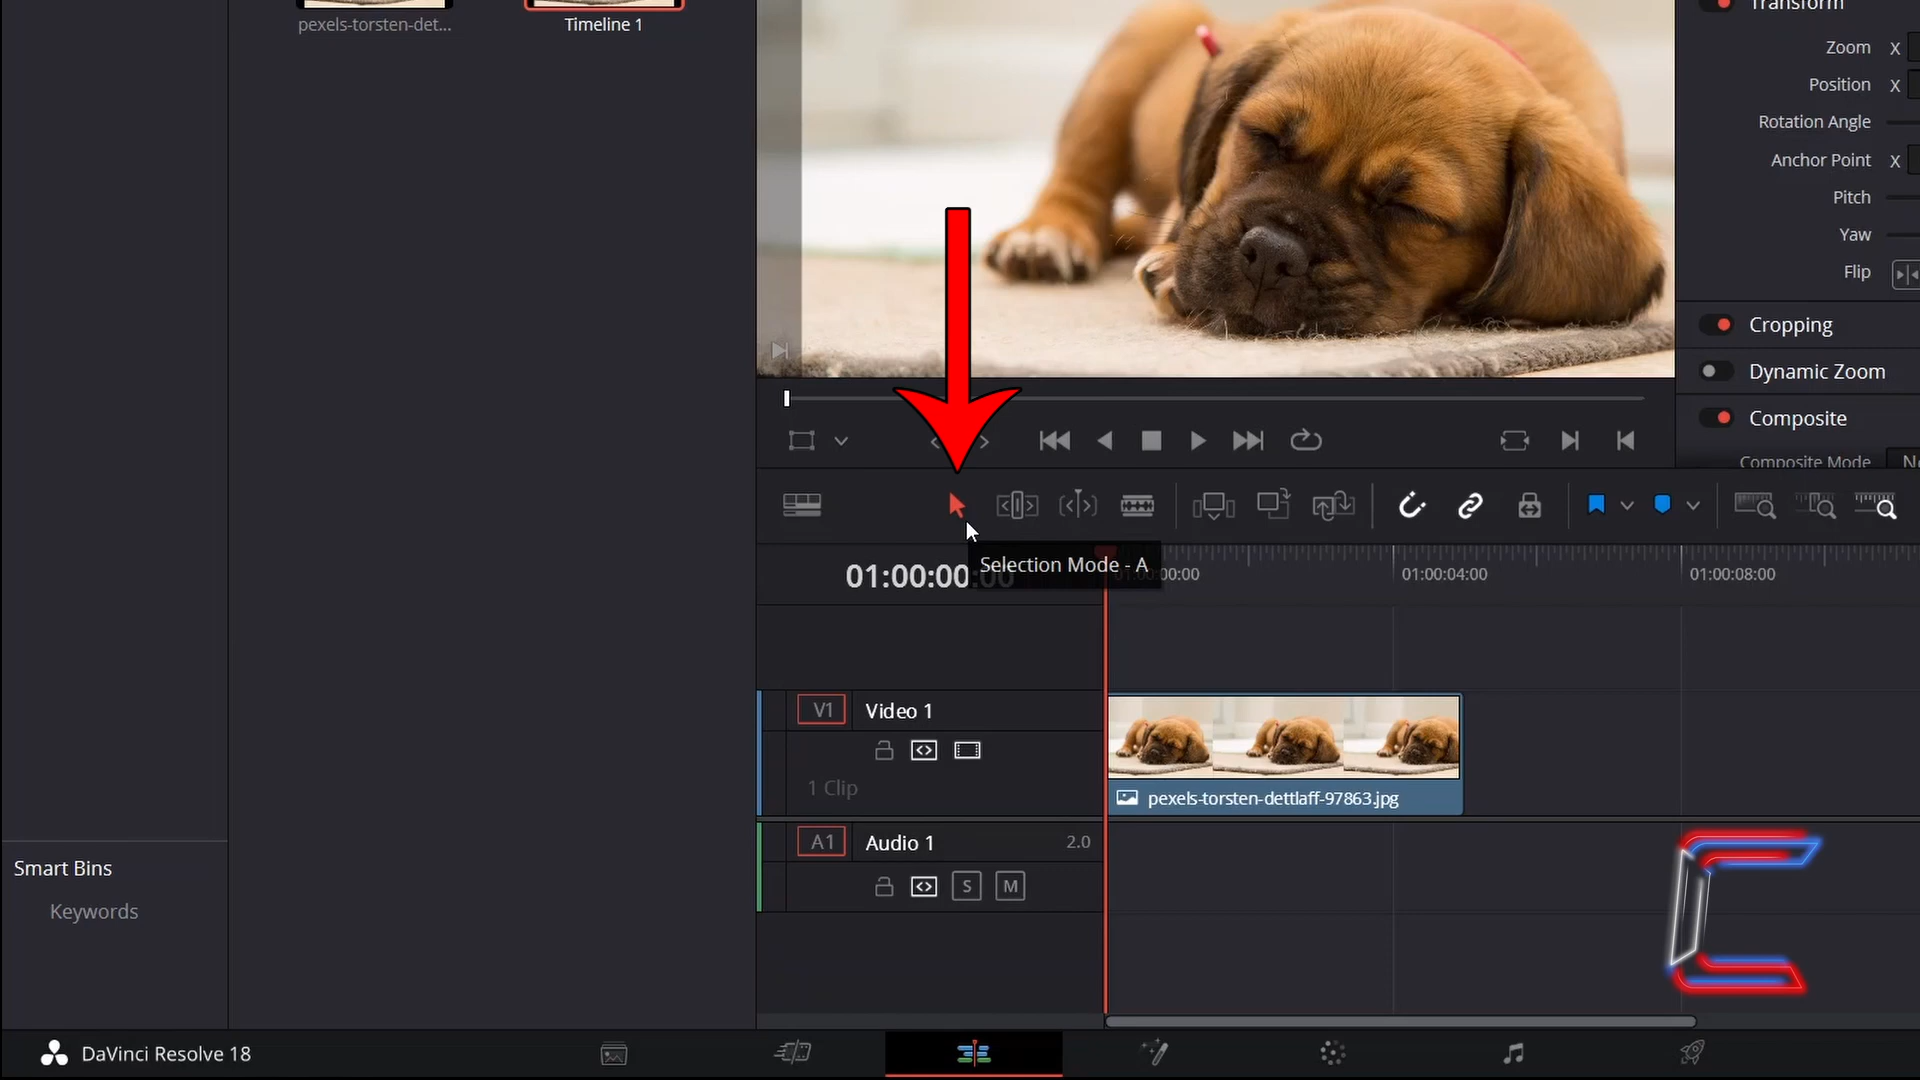 pexels-torsten-det...
Timeline 1
Transform
Zoom X
Position X
Rotation Angle
Anchor Point X
Pitch
Yaw
Flip
Cropping
Dynamic Zoom
Composite
Composite Mode
Selection Mode - A
01:00:00:00
01:00:04:00
01:00:08:00
V1 Video 1
1 Clip
pexels-torsten-dettlaff-97863.jpg
A1 Audio 1 2.0
S M
Smart Bins
Keywords
DaVinci Resolve 18